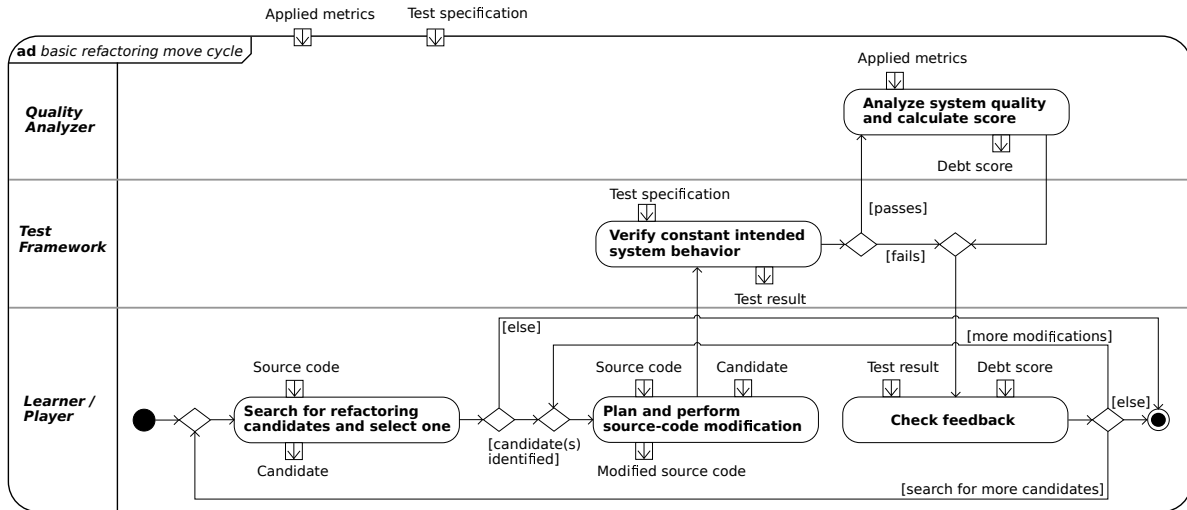 Applied metrics
Test specification
ad basic refactoring move cycle
Quality
Analyzer
Applied metrics
Analyze system quality
and calculate score
Debt score
Test
Framework
Test specification
Verify constant intended
system behavior
Test result
[passes]
[fails]
Learner /
Player
[else]
[more modifications]
Source code
Search for refactoring
candidates and select one
Candidate
[candidate(s)
identified]
Source code
Candidate
Plan and perform
source-code modification
Modified source code
Test result
Debt score
Check feedback
[else]
[search for more candidates]